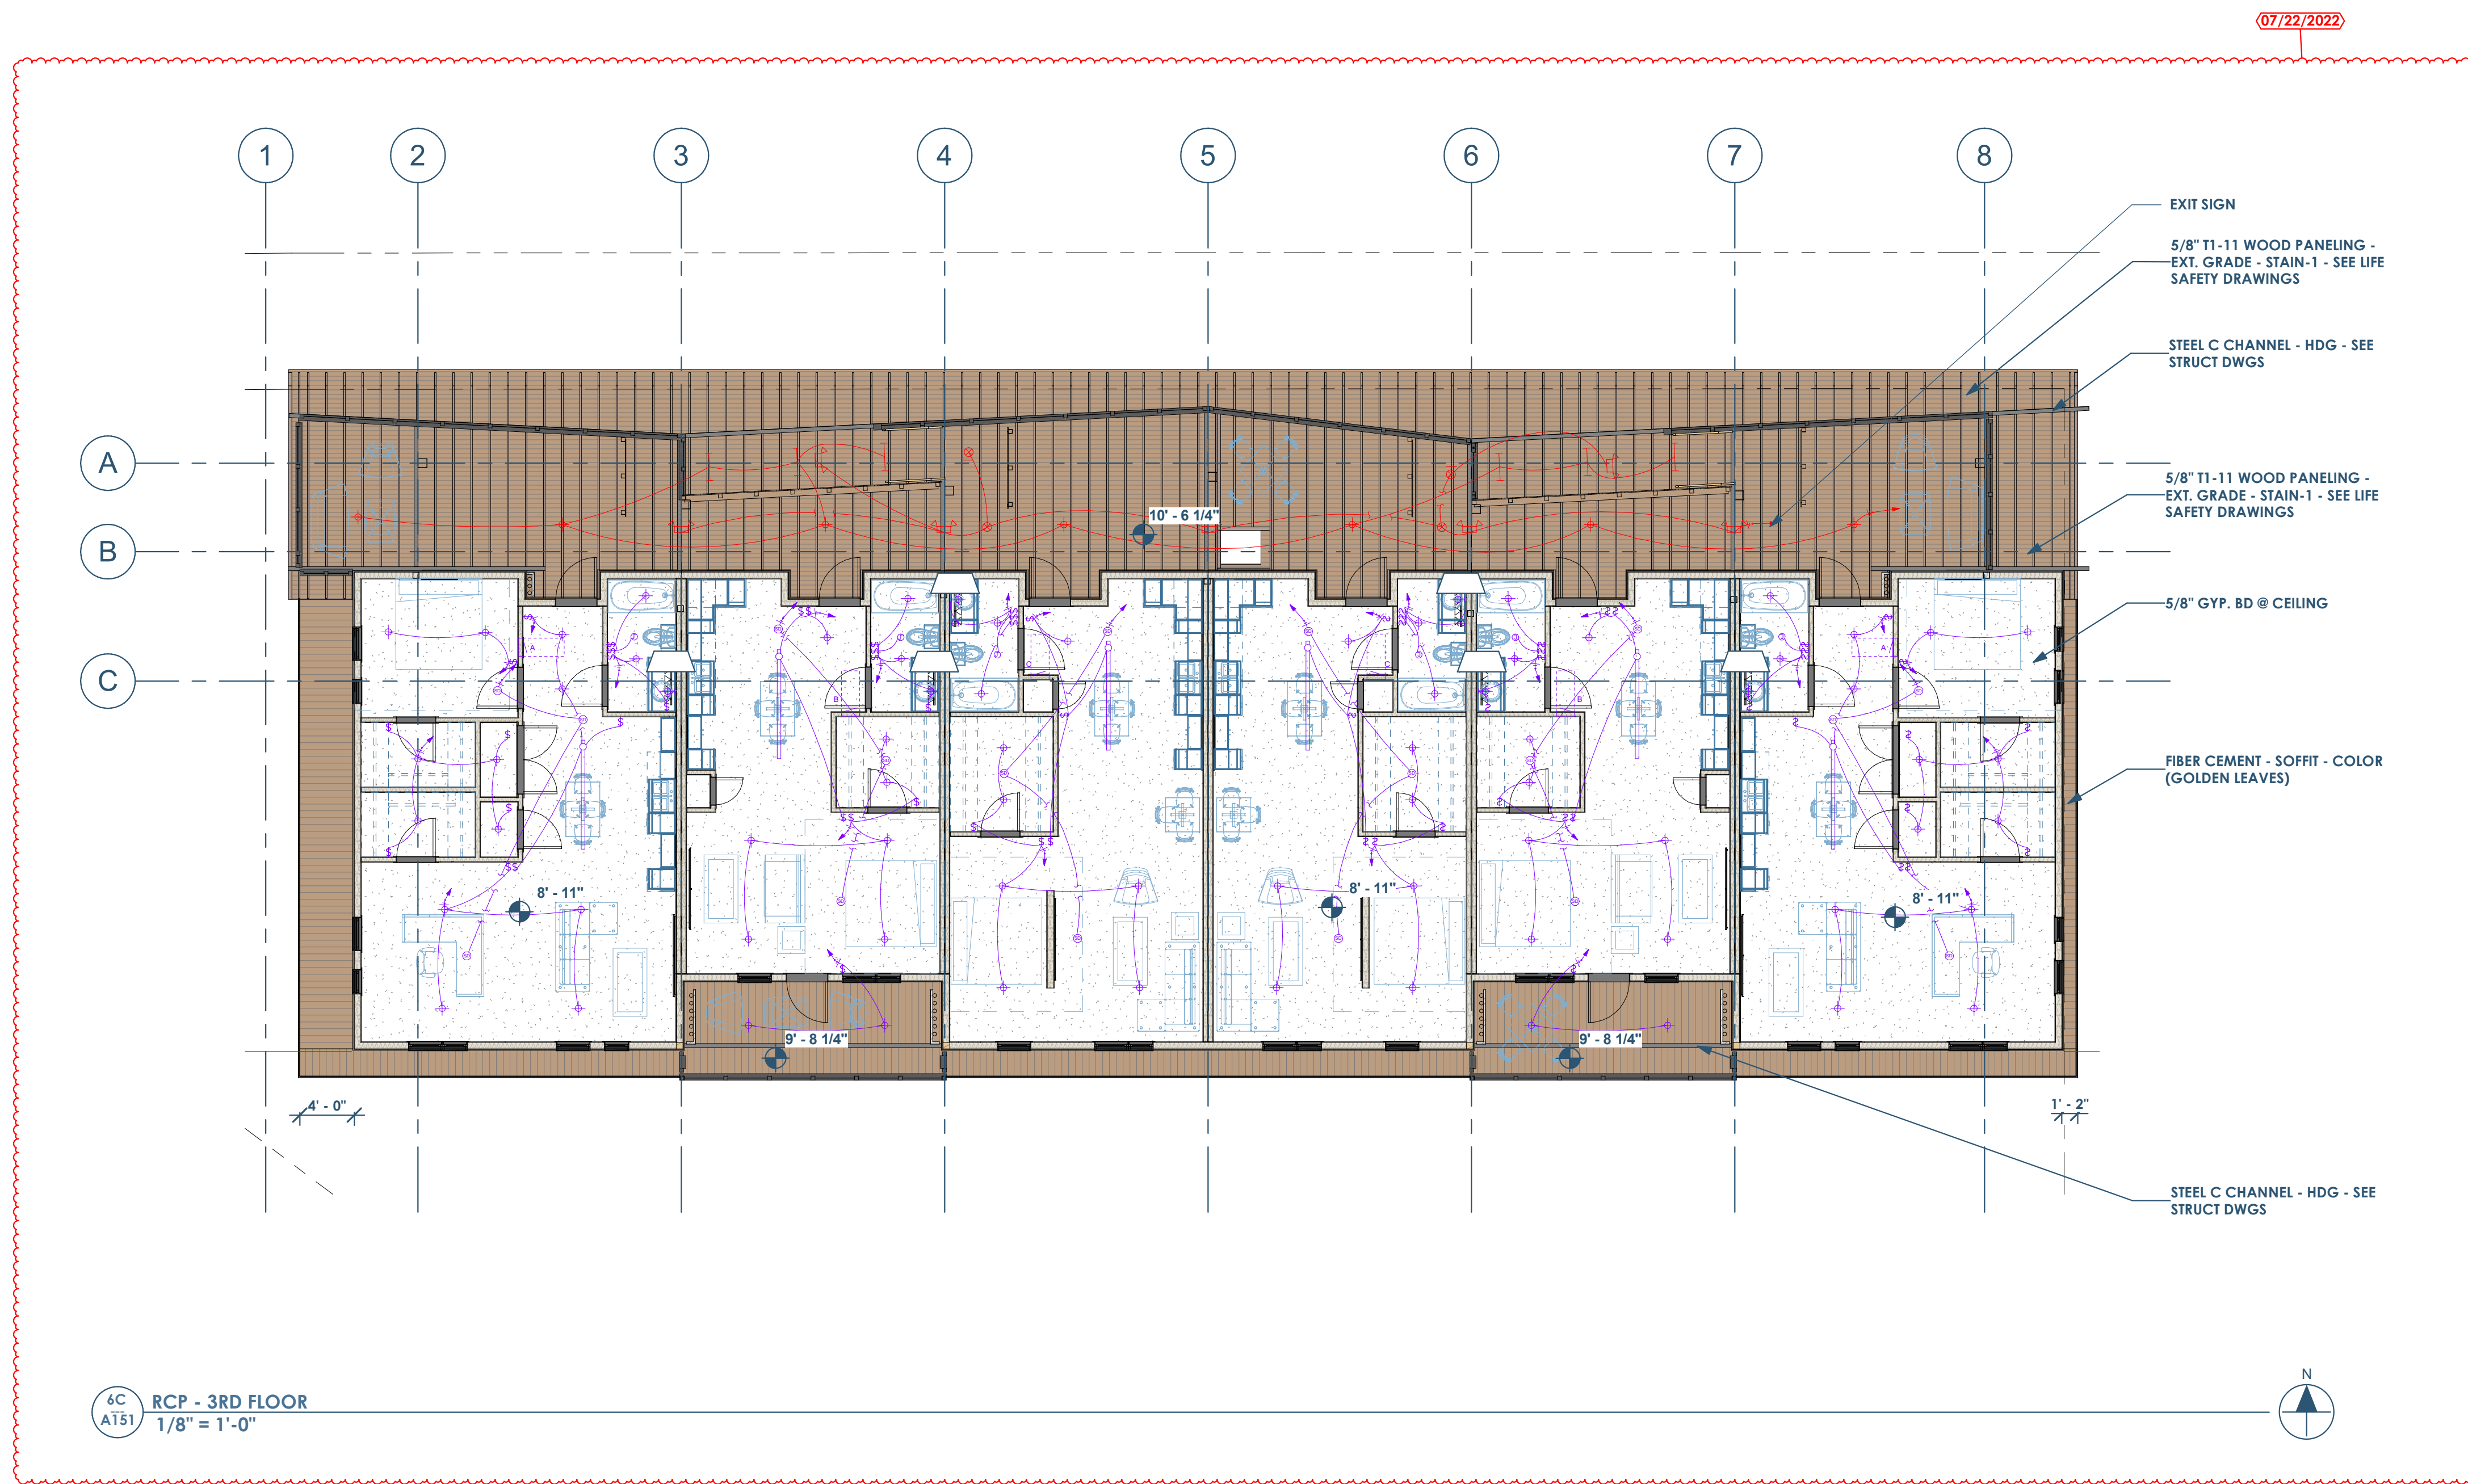 07/22/2022
1
2
3
4
5
6
7
8
EXIT SIGN
5/8" T1-11 WOOD PANELING -
EXT. GRADE - STAIN-1 - SEE LIFE
SAFETY DRAWINGS
STEEL C CHANNEL - HDG - SEE
STRUCT DWGS
A
5/8" T1-11 WOOD PANELING -
EXT. GRADE - STAIN-1 - SEE LIFE
SAFETY DRAWINGS
10' - 6 1/4"
B
5/8" GYP. BD @ CEILING
A
A
C
C
C
B
B
FIBER CEMENT - SOFFIT - COLOR
(GOLDEN LEAVES)
8' - 11"
8' - 11"
8' - 11"
9' - 8 1/4"
9' - 8 1/4"
4' - 0"
1' - 2"
STEEL C CHANNEL - HDG - SEE
STRUCT DWGS
N
6C
---
A151
RCP - 3RD FLOOR
1/8" = 1'-0"